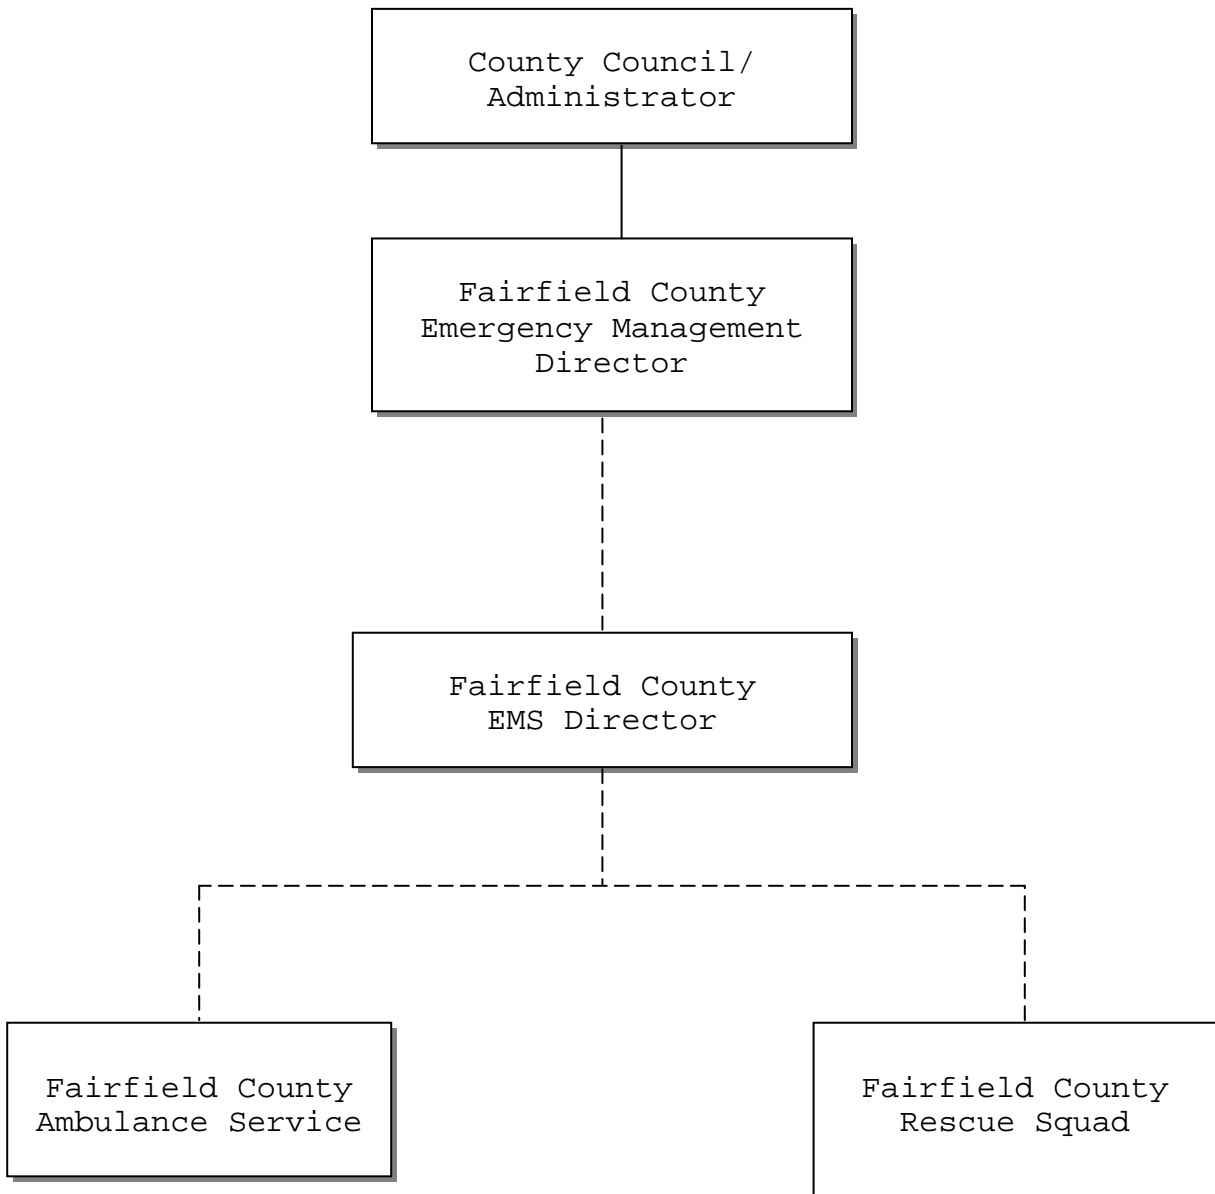 County Council/
Administrator
Fairfield County
Emergency Management
Director
Fairfield County
EMS Director
Fairfield County
Ambulance Service
Fairfield County
Rescue Squad